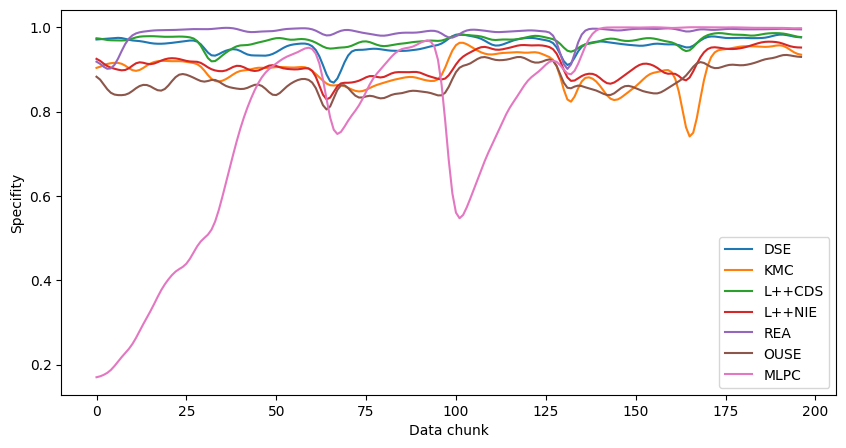 1.0
0.8
0.6
0.4
0.2
Specifity
0 25 50 75 100 125 150 175 200
Data chunk
DSE
KMC
L++CDS
L++NIE
REA
OUSE
MLPC